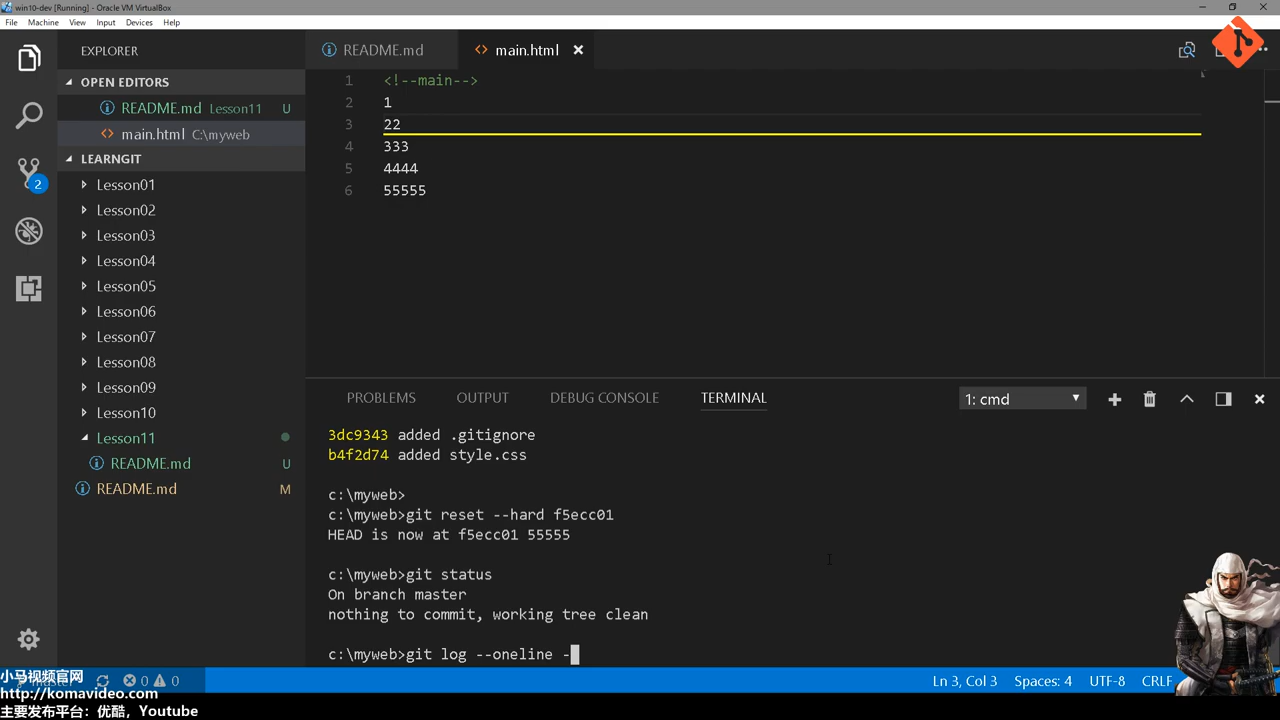 win10-dev [Running] - Oracle VM VirtualBox
File Machine View Input Devices Help
EXPLORER
OPEN EDITORS
README.md Lesson11 U
main.html C:\myweb
LEARNGIT
Lesson01
Lesson02
2
Lesson03
Lesson04
Lesson05
Lesson06
Lesson07
Lesson08
Lesson09
Lesson10
Lesson11
README.md U
README.md M
README.md
main.html
1 <!--main-->
2 1
3 22
4 333
5 4444
6 55555
PROBLEMS OUTPUT DEBUG CONSOLE TERMINAL 1: cmd
3dc9343 added .gitignore
b4f2d74 added style.css
c:\myweb>
c:\myweb>git reset --hard f5ecc01
HEAD is now at f5ecc01 55555
c:\myweb>git status
On branch master
nothing to commit, working tree clean
c:\myweb>git log --oneline -
0 0 Ln 3, Col 3 Spaces: 4 UTF-8 CRLF
小马视频官网
http://komavideo.com
主要发布平台：优酷，Youtube